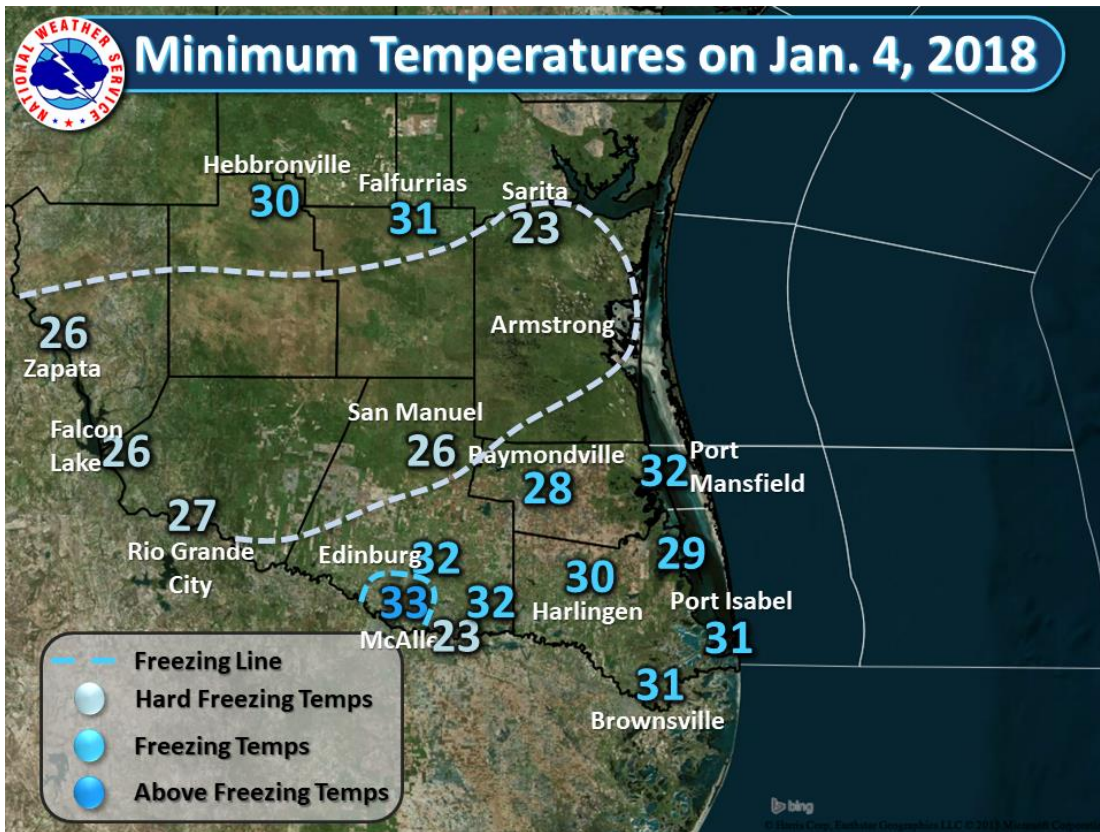 NATIONAL WEATHER SERVICE
Minimum Temperatures on Jan. 4, 2018
Hebbronville
30
Falfurrias
31
Sarita
23
Armstrong
26
Zapata
Falcon
Lake
26
San Manuel
26
Raymondville
28
32
Port
Mansfield
27
Rio Grande
City
Edinburg
32
29
33
32
30
Harlingen
Port Isabel
31
McAlle
23
31
Brownsville
Freezing Line
Hard Freezing Temps
Freezing Temps
Above Freezing Temps
bing